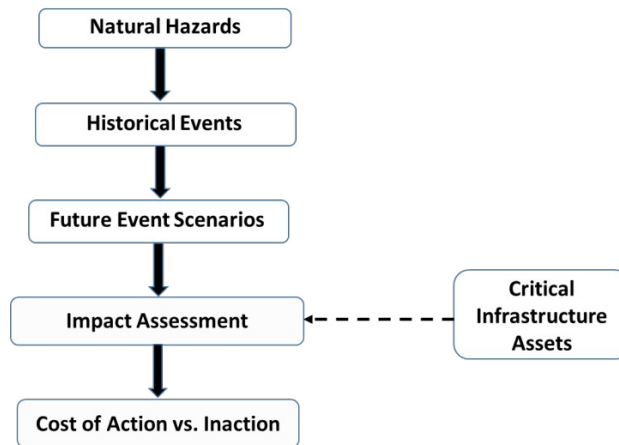 Natural Hazards
Historical Events
Future Event Scenarios
Impact Assessment
Critical
Infrastructure
Assets
Cost of Action vs. Inaction